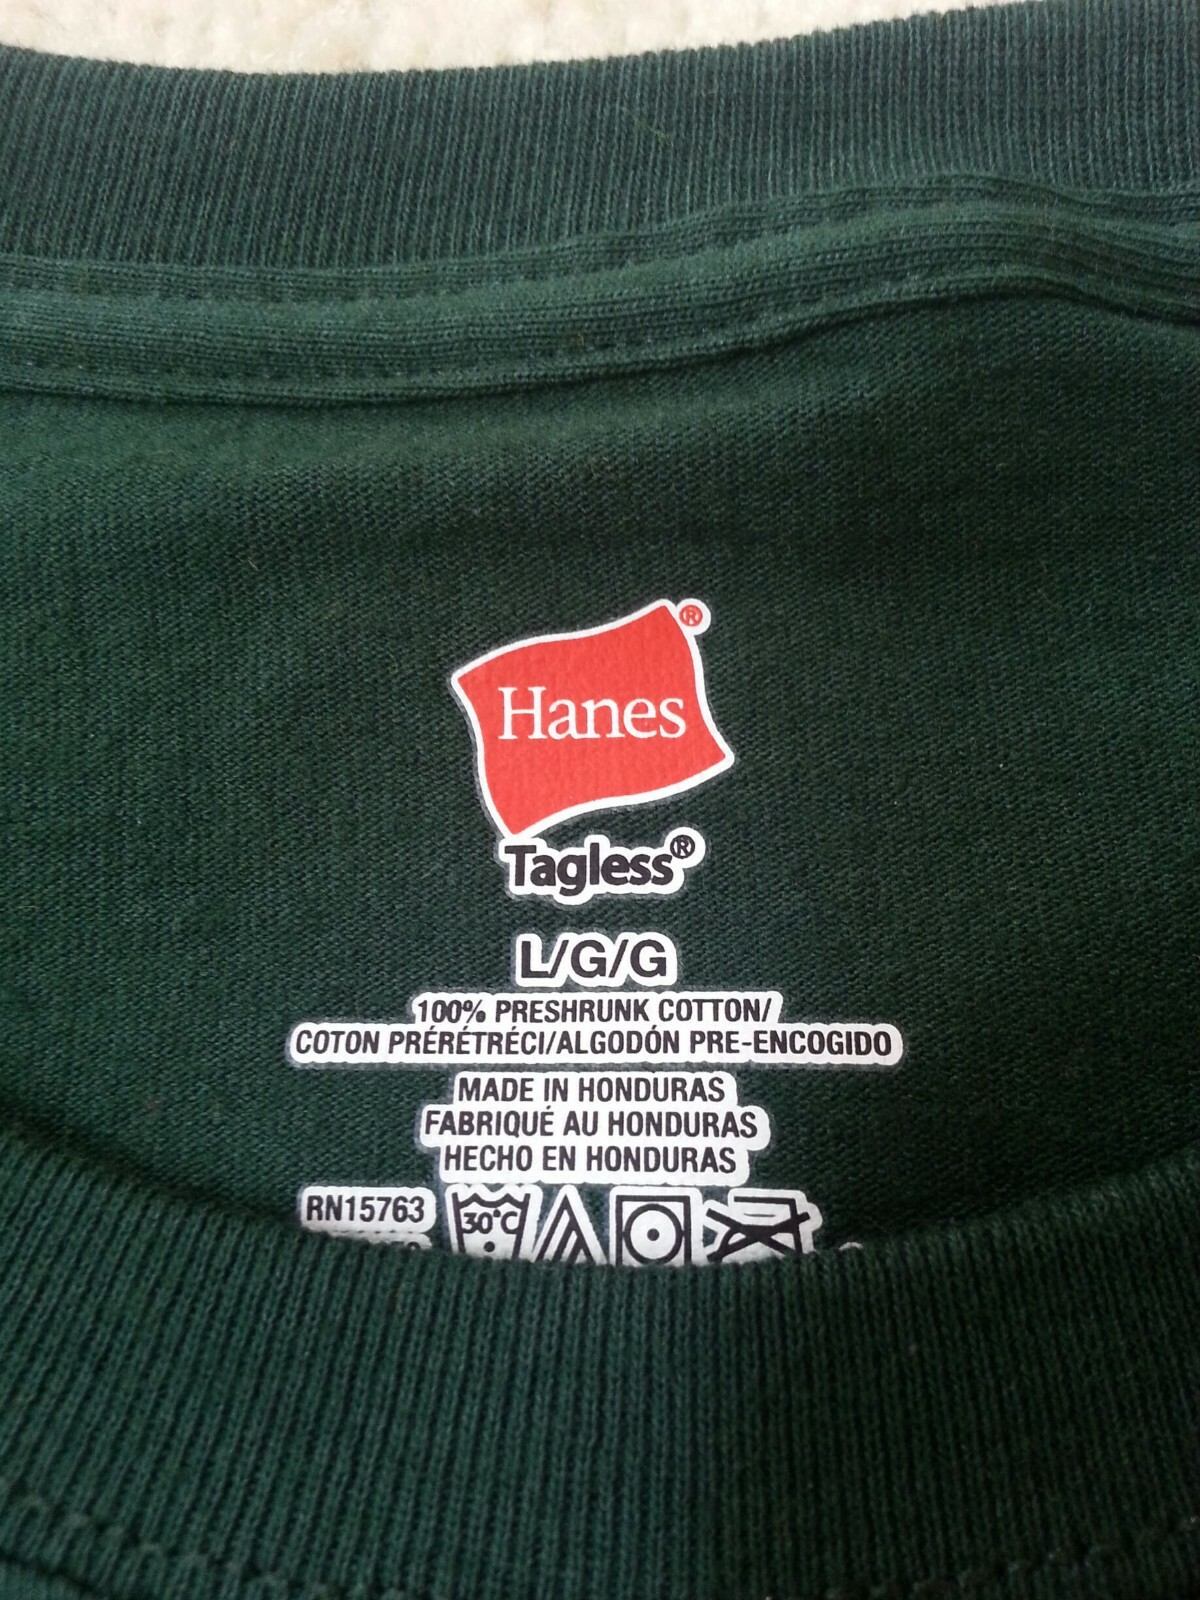 Hanes®
Tagless®
L/G/G
100% PRESHRUNK COTTON/
COTON PRÉRÉTRÉCI/ALGODÓN PRE-ENCOGIDO
MADE IN HONDURAS
FABRIQUÉ AU HONDURAS
HECHO EN HONDURAS
RN15763 30°C